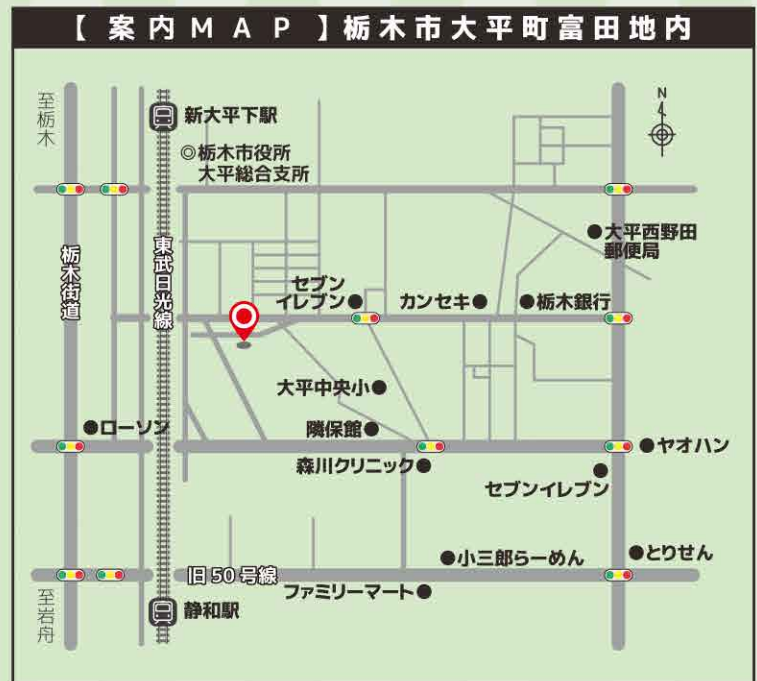 【案内MAP】栃木市大平町富田地内
至栃木
新大平下駅
N
◎栃木市役所
大平総合支所
栃木街道
東武日光線
●大平西野田
郵便局
セブン
イレブン●
カンセキ●
●栃木銀行
大平中央小●
●ローソン
隣保館●
森川クリニック●
●ヤオハン
セブンイレブン
●小三郎らーめん
●とりせん
旧50号線
ファミリーマート●
至岩舟
静和駅